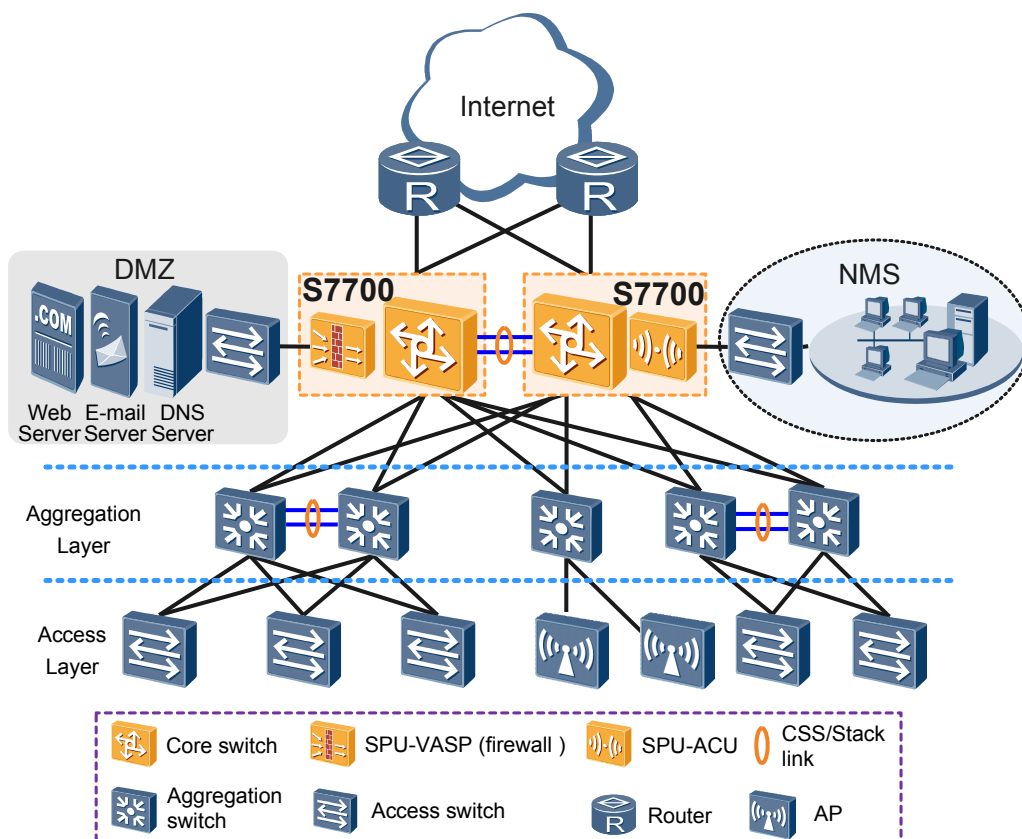 Internet
R
R
DMZ
S7700
S7700
NMS
.COM
Web
Server
E-mail
Server
DNS
Server
Aggregation
Layer
Access
Layer
Core switch
SPU-VASP (firewall )
SPU-ACU
CSS/Stack
link
Aggregation
switch
Access switch
R
Router
AP